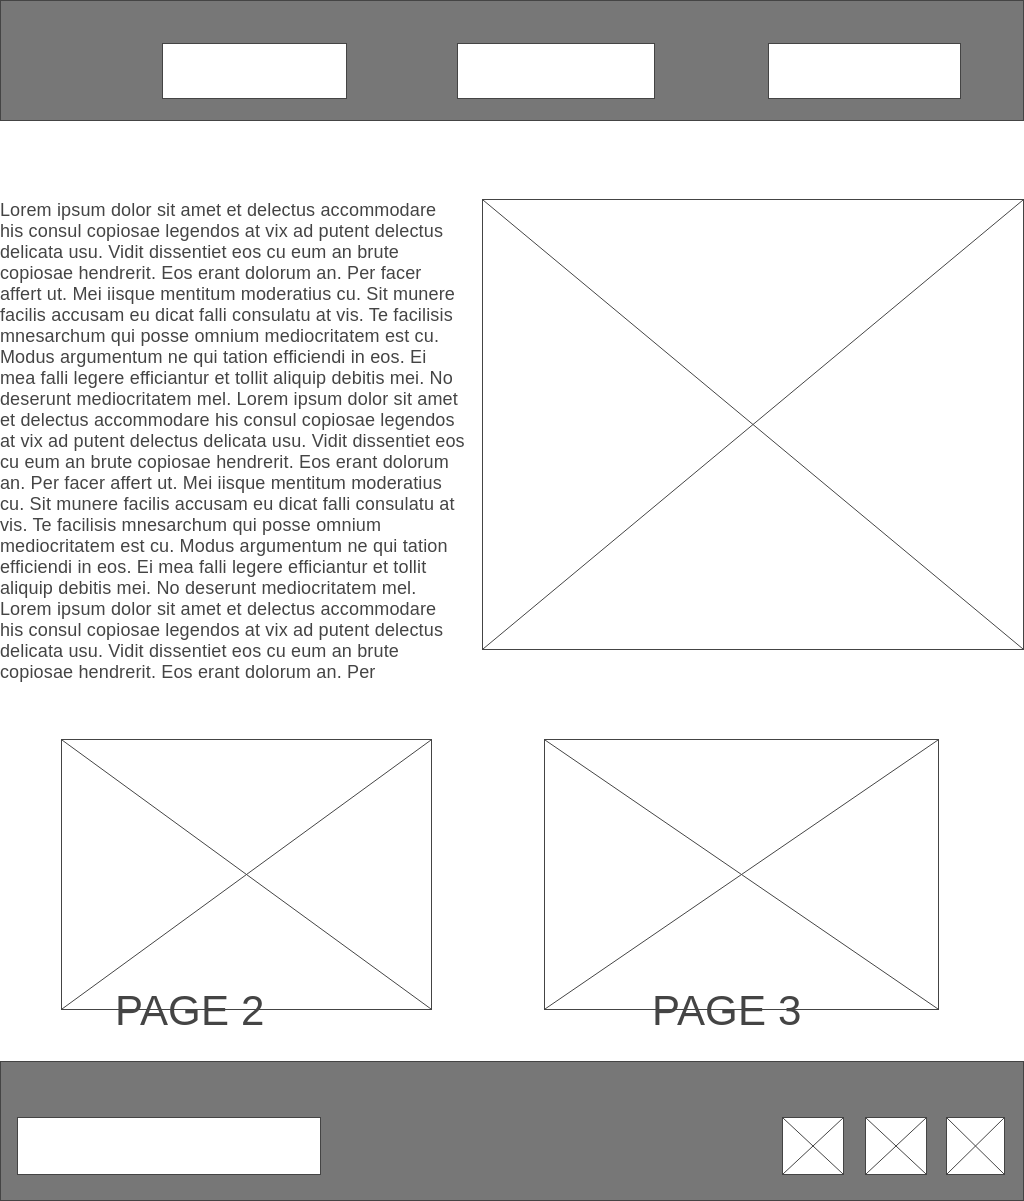 Lorem ipsum dolor sit amet et delectus accommodare
his consul copiosae legendos at vix ad putent delectus
delicata usu. Vidit dissentiet eos cu eum an brute
copiosae hendrerit. Eos erant dolorum an. Per facer
affert ut. Mei iisque mentitum moderatius cu. Sit munere
facilis accusam eu dicat falli consulatu at vis. Te facilisis
mnesarchum qui posse omnium mediocritatem est cu.
Modus argumentum ne qui tation efficiendi in eos. Ei
mea falli legere efficiantur et tollit aliquip debitis mei. No
deserunt mediocritatem mel. Lorem ipsum dolor sit amet
et delectus accommodare his consul copiosae legendos
at vix ad putent delectus delicata usu. Vidit dissentiet eos
cu eum an brute copiosae hendrerit. Eos erant dolorum
an. Per facer affert ut. Mei iisque mentitum moderatius
cu. Sit munere facilis accusam eu dicat falli consulatu at
vis. Te facilisis mnesarchum qui posse omnium
mediocritatem est cu. Modus argumentum ne qui tation
efficiendi in eos. Ei mea falli legere efficiantur et tollit
aliquip debitis mei. No deserunt mediocritatem mel.
Lorem ipsum dolor sit amet et delectus accommodare
his consul copiosae legendos at vix ad putent delectus
delicata usu. Vidit dissentiet eos cu eum an brute
copiosae hendrerit. Eos erant dolorum an. Per
PAGE 2
PAGE 3